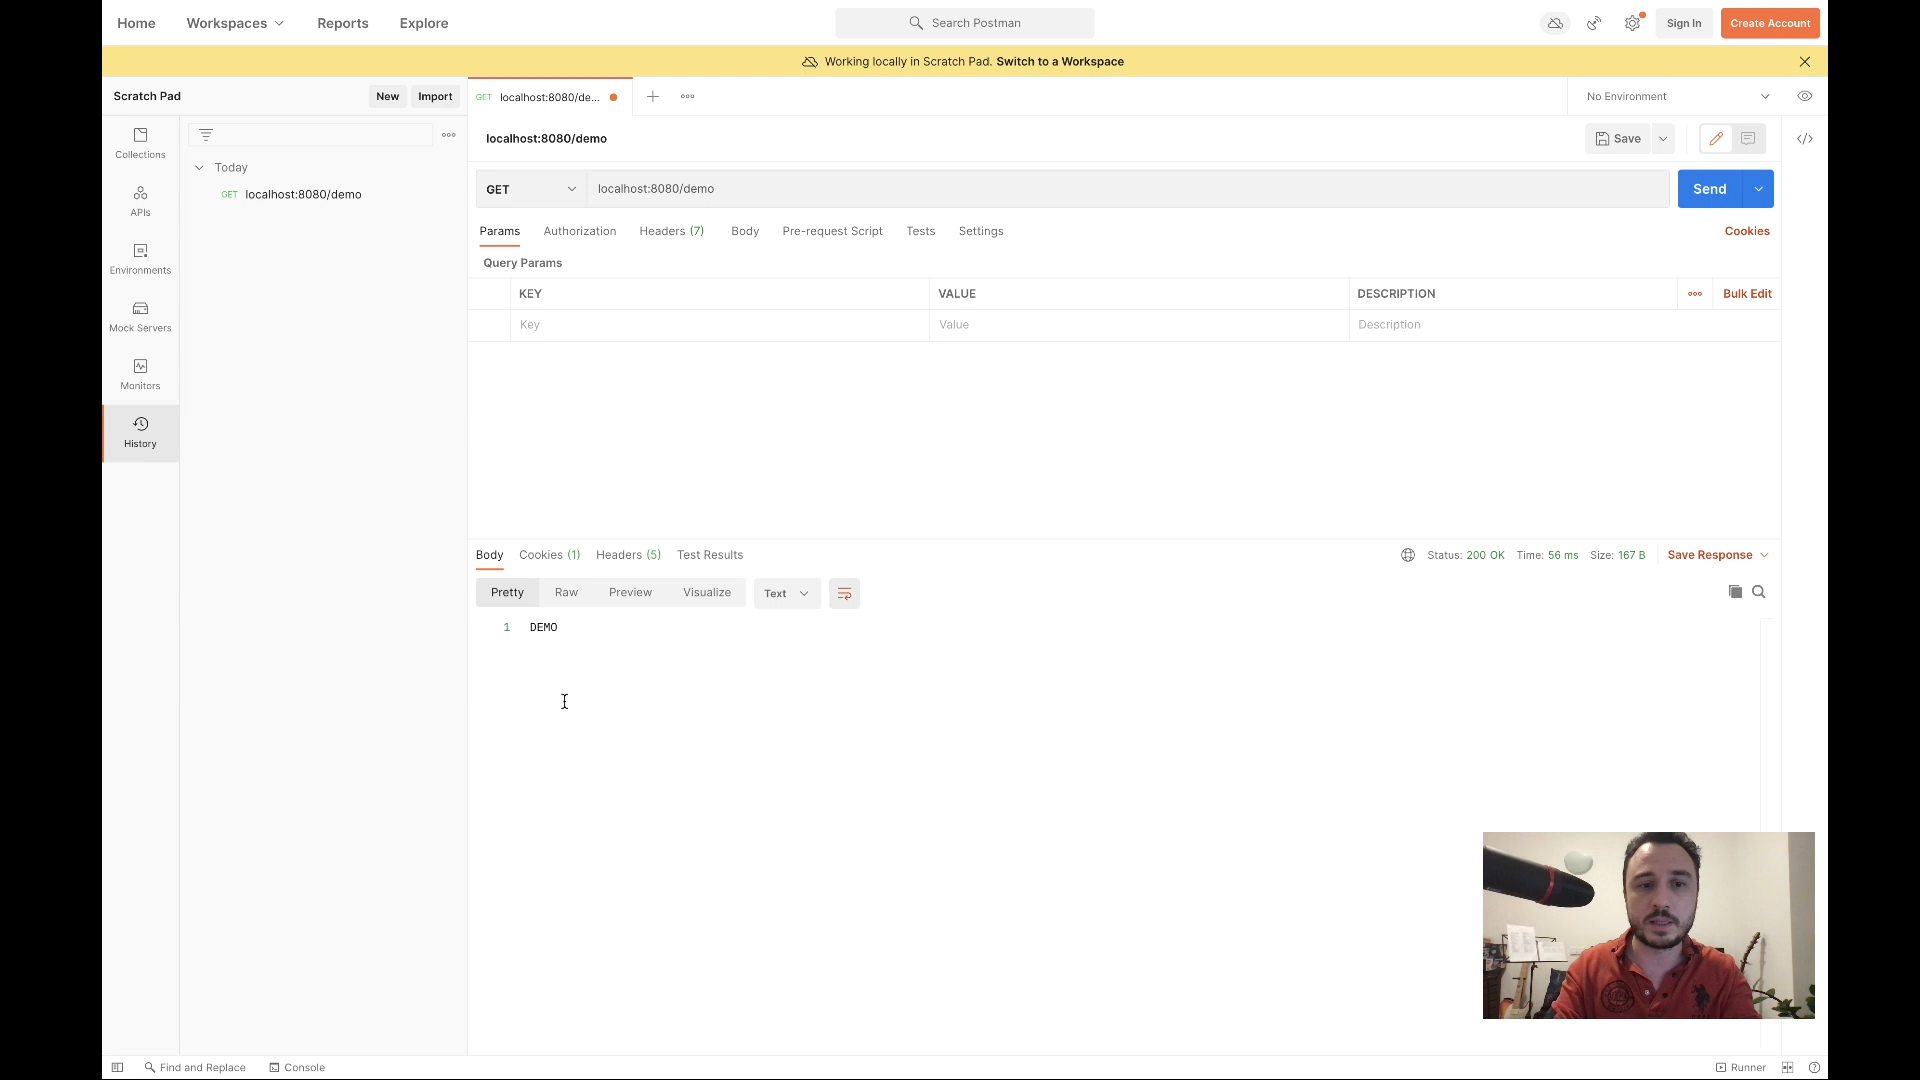 Home Workspaces Reports Explore Search Postman Sign In Create Account
Working locally in Scratch Pad. Switch to a Workspace
Scratch Pad New Import GET localhost:8080/de... No Environment
Collections
APIs
Environments
Mock Servers
Monitors
History
Today
GET localhost:8080/demo
localhost:8080/demo Save
GET localhost:8080/demo Send
Params Authorization Headers (7) Body Pre-request Script Tests Settings Cookies
Query Params
KEY VALUE DESCRIPTION Bulk Edit
Key Value Description
Body Cookies (1) Headers (5) Test Results Status: 200 OK Time: 56 ms Size: 167 B Save Response
Pretty Raw Preview Visualize Text
1 DEMO
Find and Replace Console Runner